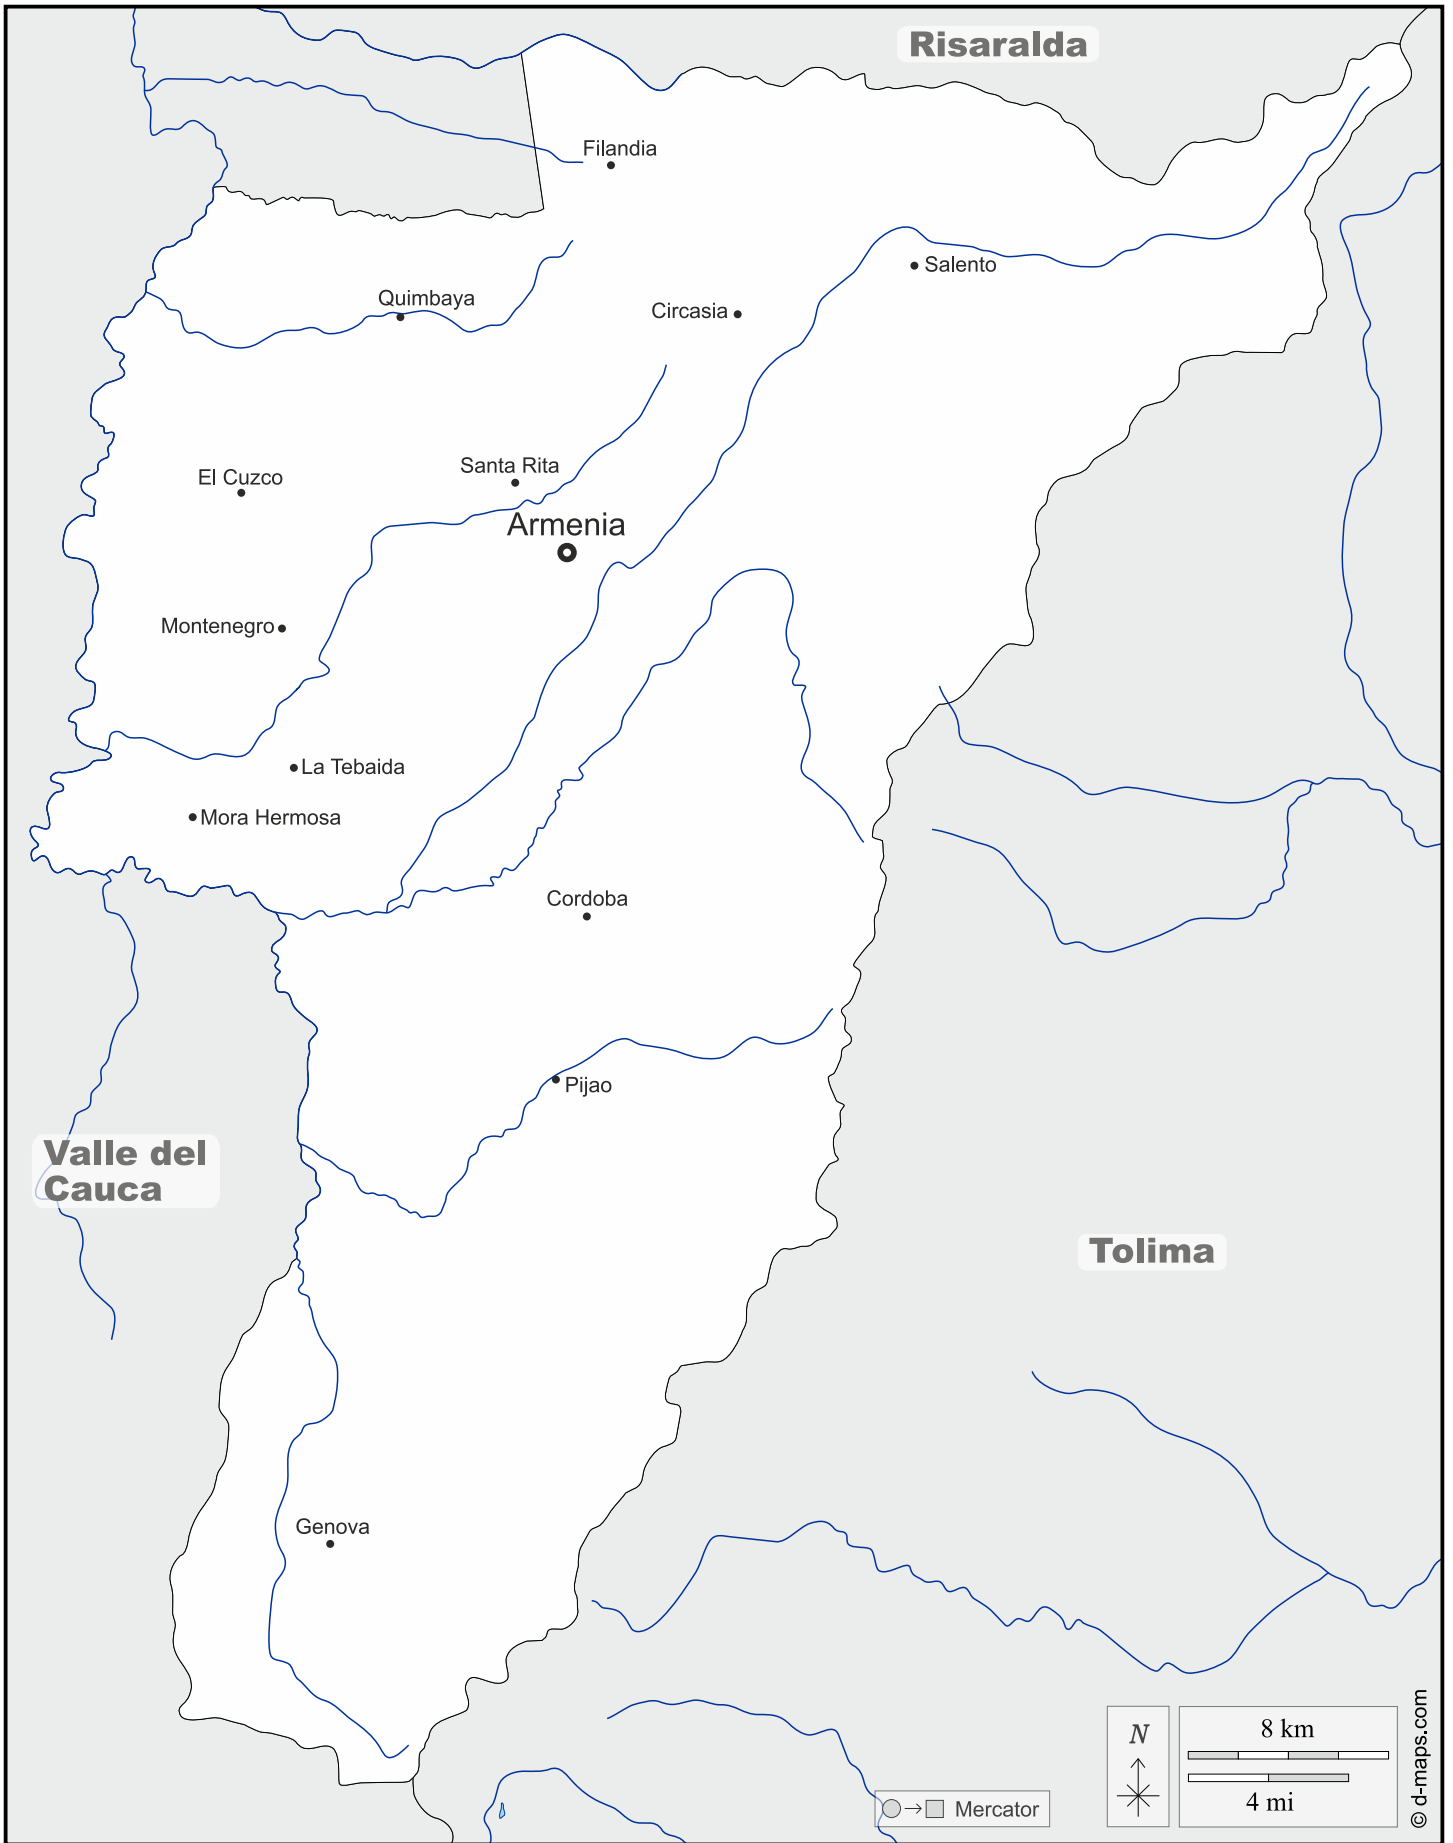 Risaralda
Filandia
Salento
Quimbaya
Circasia
Santa Rita
El Cuzco
Armenia
Montenegro
La Tebaida
Mora Hermosa
Cordoba
Pijao
Valle del
Cauca
Tolima
Genova
N
8 km
4 mi
Mercator
© d-maps.com